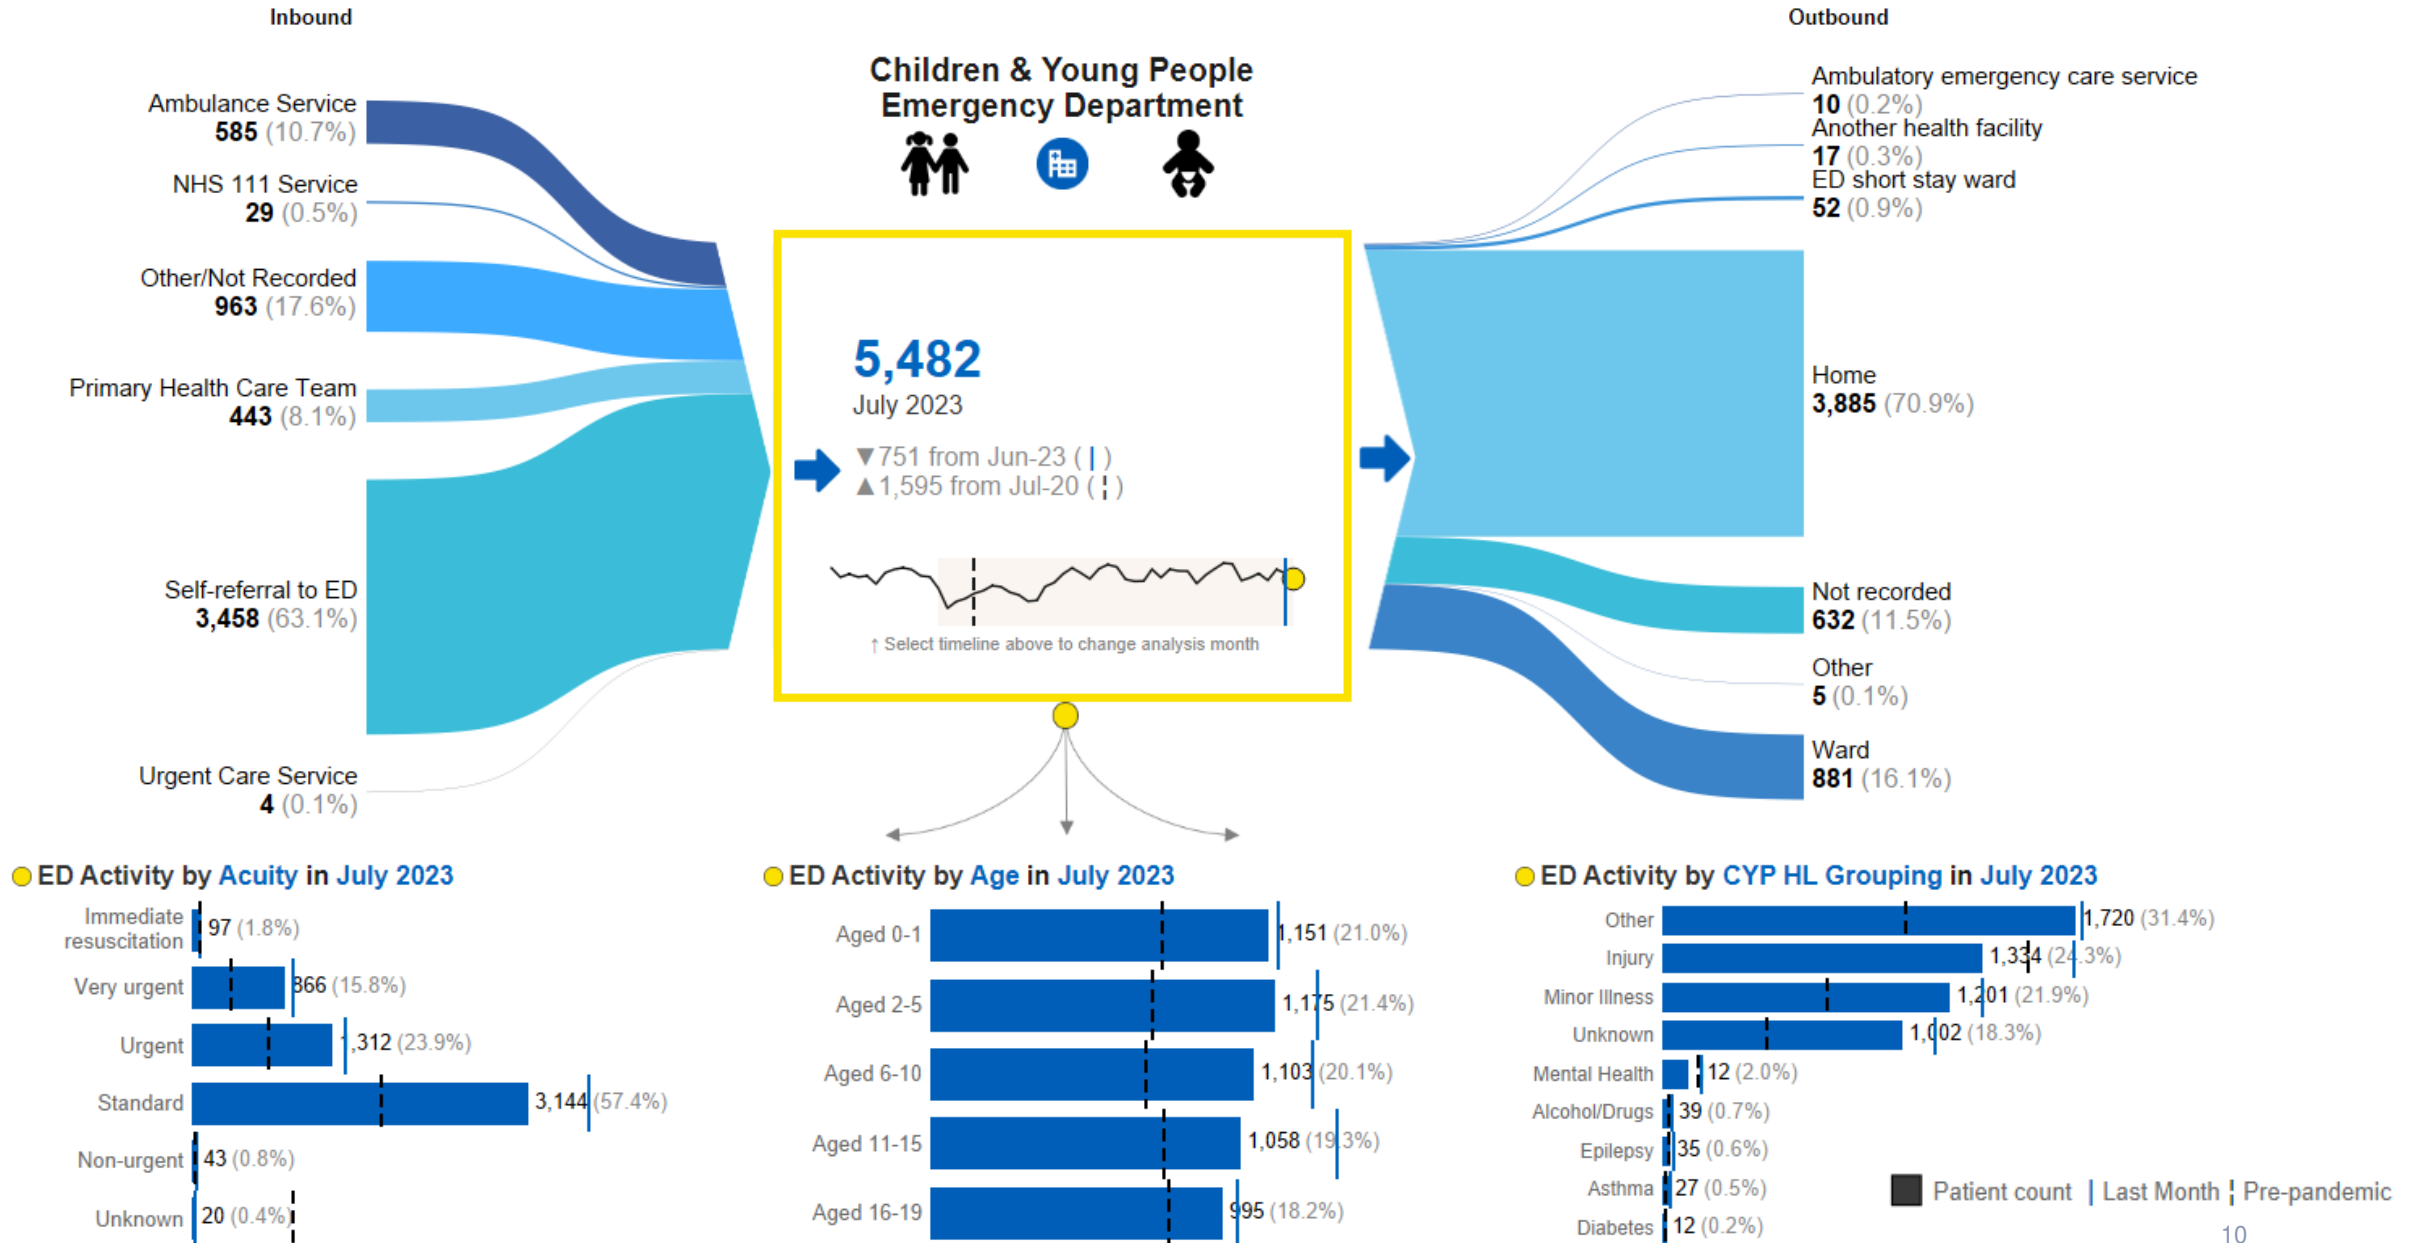 Inbound
Outbound
Children & Young People
Emergency Department
Ambulance Service
585 (10.7%)
NHS 111 Service
29 (0.5%)
Other/Not Recorded
963 (17.6%)
Primary Health Care Team
443 (8.1%)
Self-referral to ED
3,458 (63.1%)
Urgent Care Service
4 (0.1%)
5,482
July 2023
▼751 from Jun-23 ( | )
▲1,595 from Jul-20 ( ¦ )
↑ Select timeline above to change analysis month
Ambulatory emergency care service
10 (0.2%)
Another health facility
17 (0.3%)
ED short stay ward
52 (0.9%)
Home
3,885 (70.9%)
Not recorded
632 (11.5%)
Other
5 (0.1%)
Ward
881 (16.1%)
ED Activity by Acuity in July 2023
Immediate
resuscitation
97 (1.8%)
Very urgent
866 (15.8%)
Urgent
1,312 (23.9%)
Standard
3,144 (57.4%)
Non-urgent
43 (0.8%)
Unknown
20 (0.4%)
ED Activity by Age in July 2023
Aged 0-1
1,151 (21.0%)
Aged 2-5
1,175 (21.4%)
Aged 6-10
1,103 (20.1%)
Aged 11-15
1,058 (19.3%)
Aged 16-19
995 (18.2%)
ED Activity by CYP HL Grouping in July 2023
Other
1,720 (31.4%)
Injury
1,334 (24.3%)
Minor Illness
1,201 (21.9%)
Unknown
1,002 (18.3%)
Mental Health
12 (2.0%)
Alcohol/Drugs
39 (0.7%)
Epilepsy
35 (0.6%)
Asthma
27 (0.5%)
Diabetes
12 (0.2%)
Patient count | Last Month ¦ Pre-pandemic
10